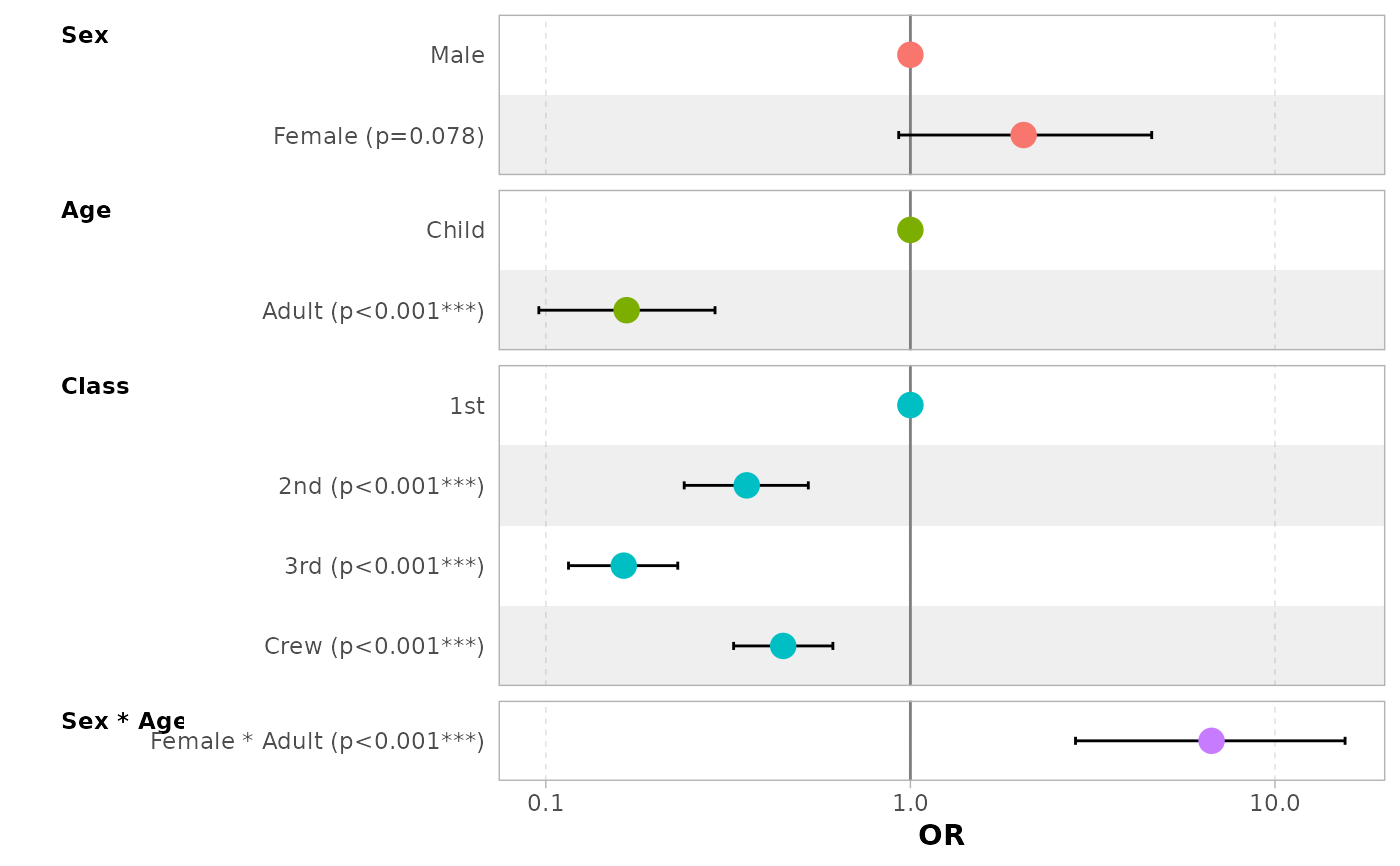 Sex
Male
Female (p=0.078)
Age
Child
Adult (p<0.001***)
Class
1st
2nd (p<0.001***)
3rd (p<0.001***)
Crew (p<0.001***)
Sex * Age
Female * Adult (p<0.001***)
0.1 1.0 10.0
OR